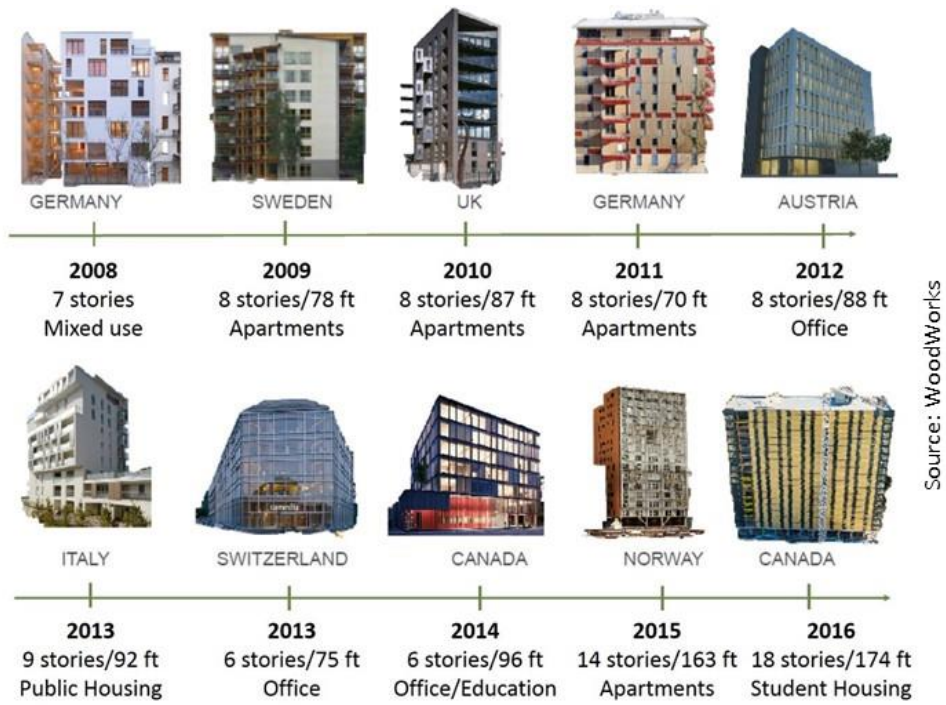 GERMANY
SWEDEN
UK
GERMANY
AUSTRIA
2008
7 stories
Mixed use
2009
8 stories/78 ft
Apartments
2010
8 stories/87 ft
Apartments
2011
8 stories/70 ft
Apartments
2012
8 stories/88 ft
Office
ITALY
SWITZERLAND
CANADA
NORWAY
CANADA
2013
9 stories/92 ft
Public Housing
2013
6 stories/75 ft
Office
2014
6 stories/96 ft
Office/Education
2015
14 stories/163 ft
Apartments
2016
18 stories/174 ft
Student Housing
Source: WoodWorks